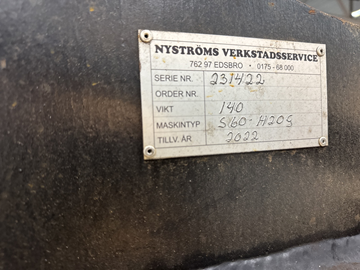 NYSTRÖMS VERKSTADSSERVICE
762 97 EDSBRO • 0175-68 000
SERIE NR. 231422
ORDER NR.
VIKT 140
MASKINTYP S60-H20S
TILLV. ÅR 2022